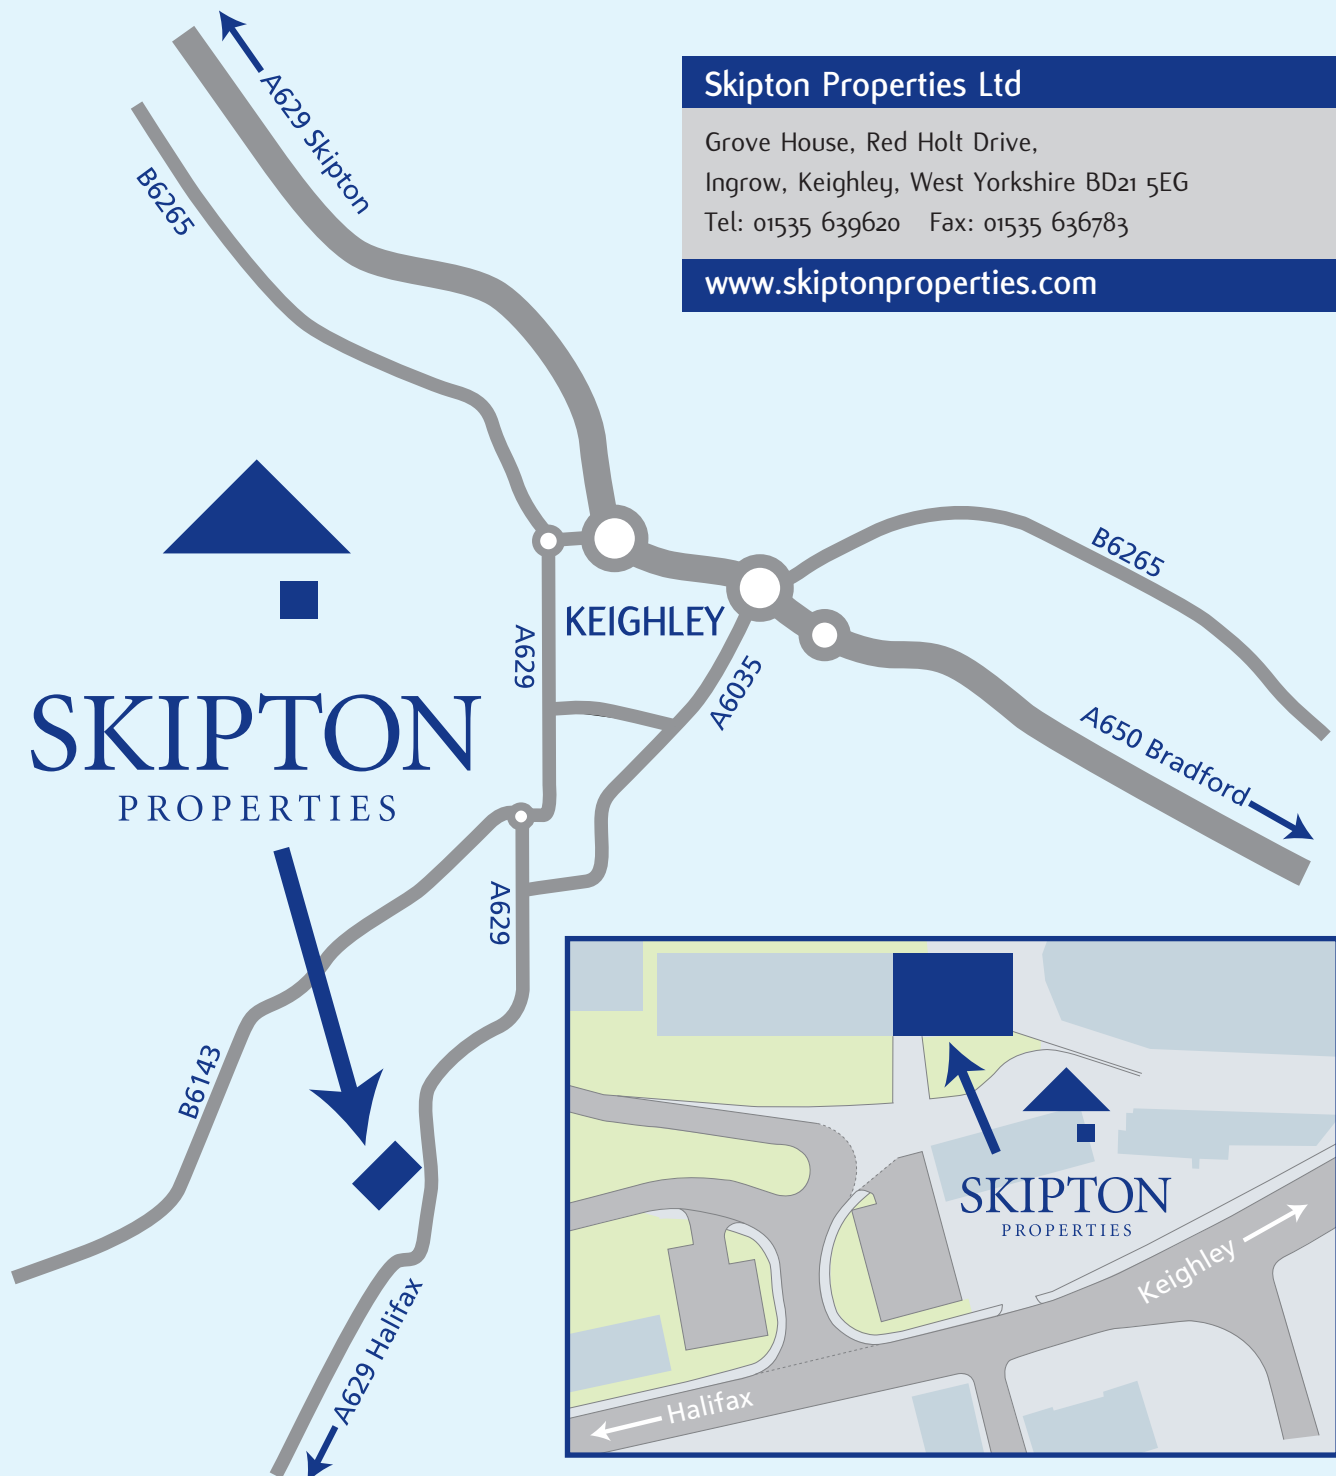 Skipton Properties Ltd
Grove House, Red Holt Drive,
Ingrow, Keighley, West Yorkshire BD21 5EG
Tel: 01535 639620 Fax: 01535 636783
www.skiptonproperties.com
A629 Skipton
B6265
B6265
KEIGHLEY
A629
A6035
A650 Bradford
SKIPTON
PROPERTIES
A629
B6143
A629 Halifax
SKIPTON
PROPERTIES
Keighley
Halifax